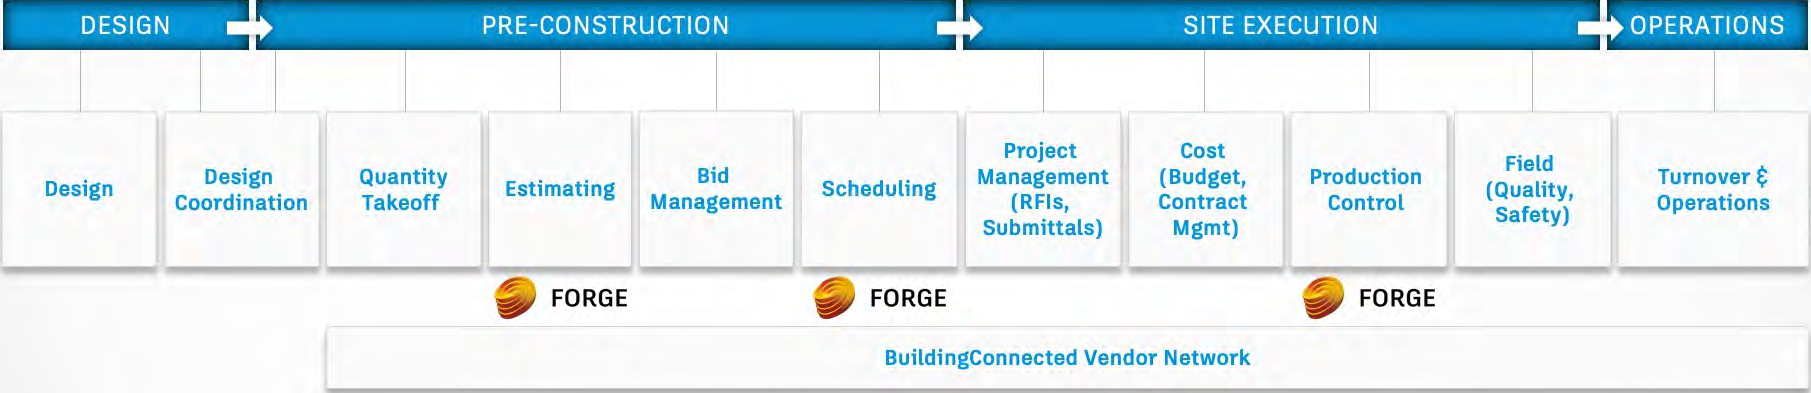 DESIGN
PRE-CONSTRUCTION
SITE EXECUTION
OPERATIONS
Design
Design
Coordination
Quantity
Takeoff
Estimating
Bid
Management
Scheduling
Project
Management
(RFIs,
Submittals)
Cost
(Budget,
Contract
Mgmt)
Production
Control
Field
(Quality,
Safety)
Turnover &
Operations
FORGE
FORGE
FORGE
BuildingConnected Vendor Network